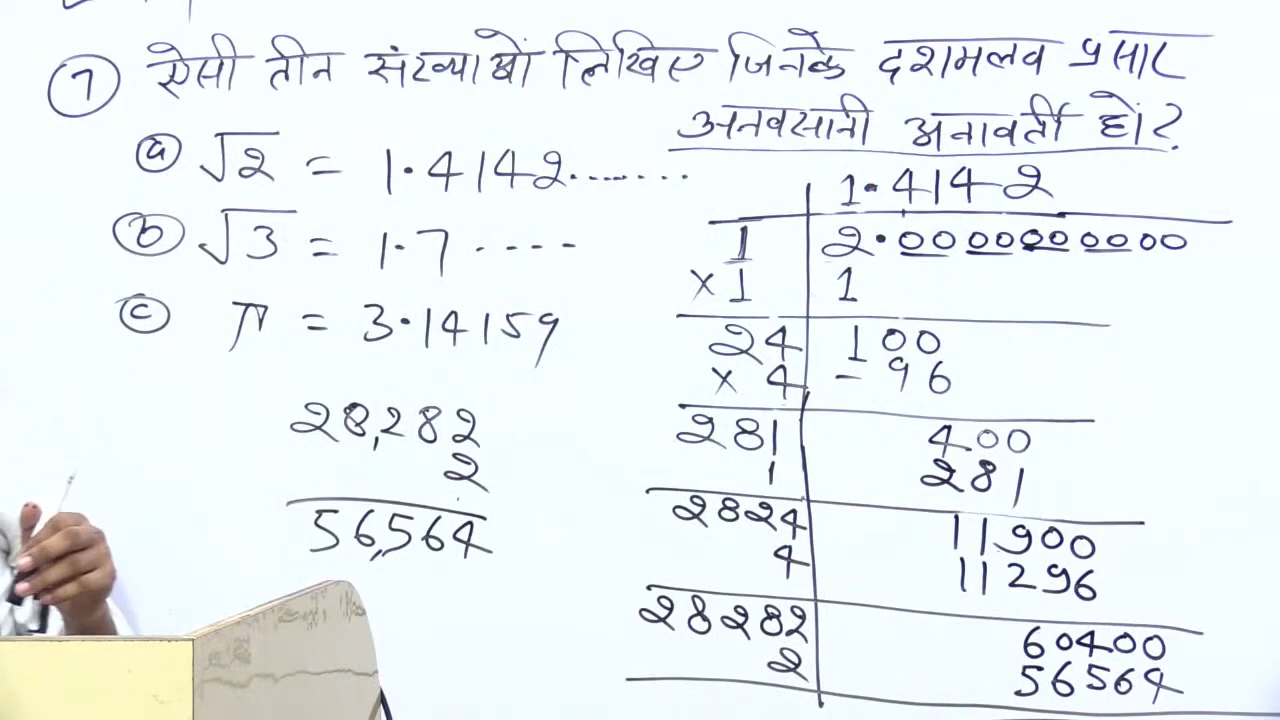 7 ऐसी तीन संख्याओं लिखिए जिनके दशमलव प्रसार
अनवसानी अनावर्ती हों?
a √2 = 1.4142.......
b √3 = 1.7 ....
c π = 3.14159
28,282
2
56,564
1.4142
1 2.0000000000
×1 1
24 100
× 4 - 96
281 400
1 281
2824 11900
4 11296
28282 60400
2 56564